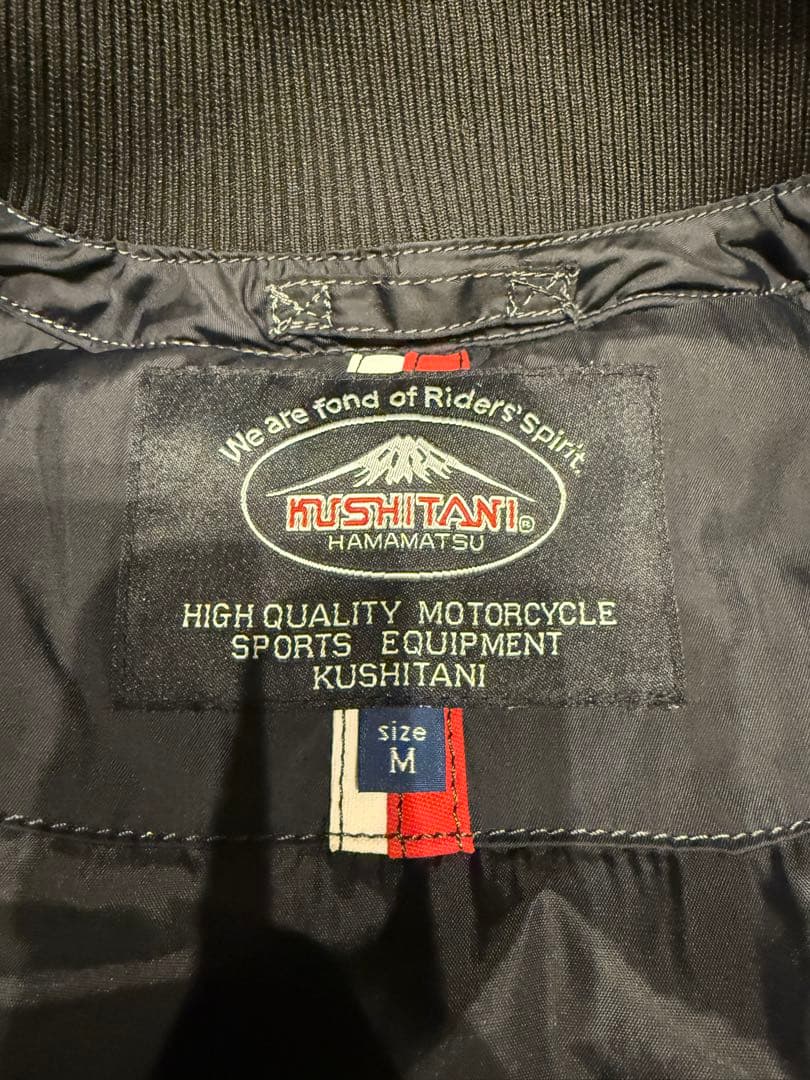 We are fond of Riders' Spirit.
KUSHITANI®
HAMAMATSU
HIGH QUALITY MOTORCYCLE
SPORTS EQUIPMENT
KUSHITANI
size
M